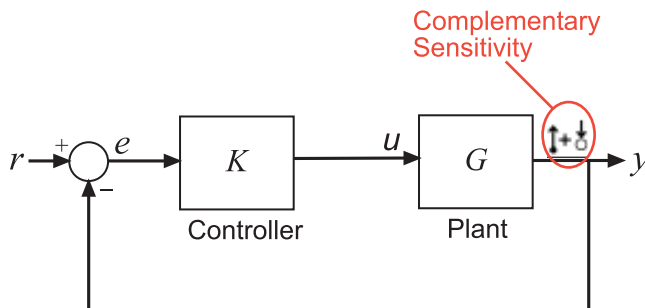 Complementary
Sensitivity
r
+
e
−
K
Controller
u
G
Plant
+
y